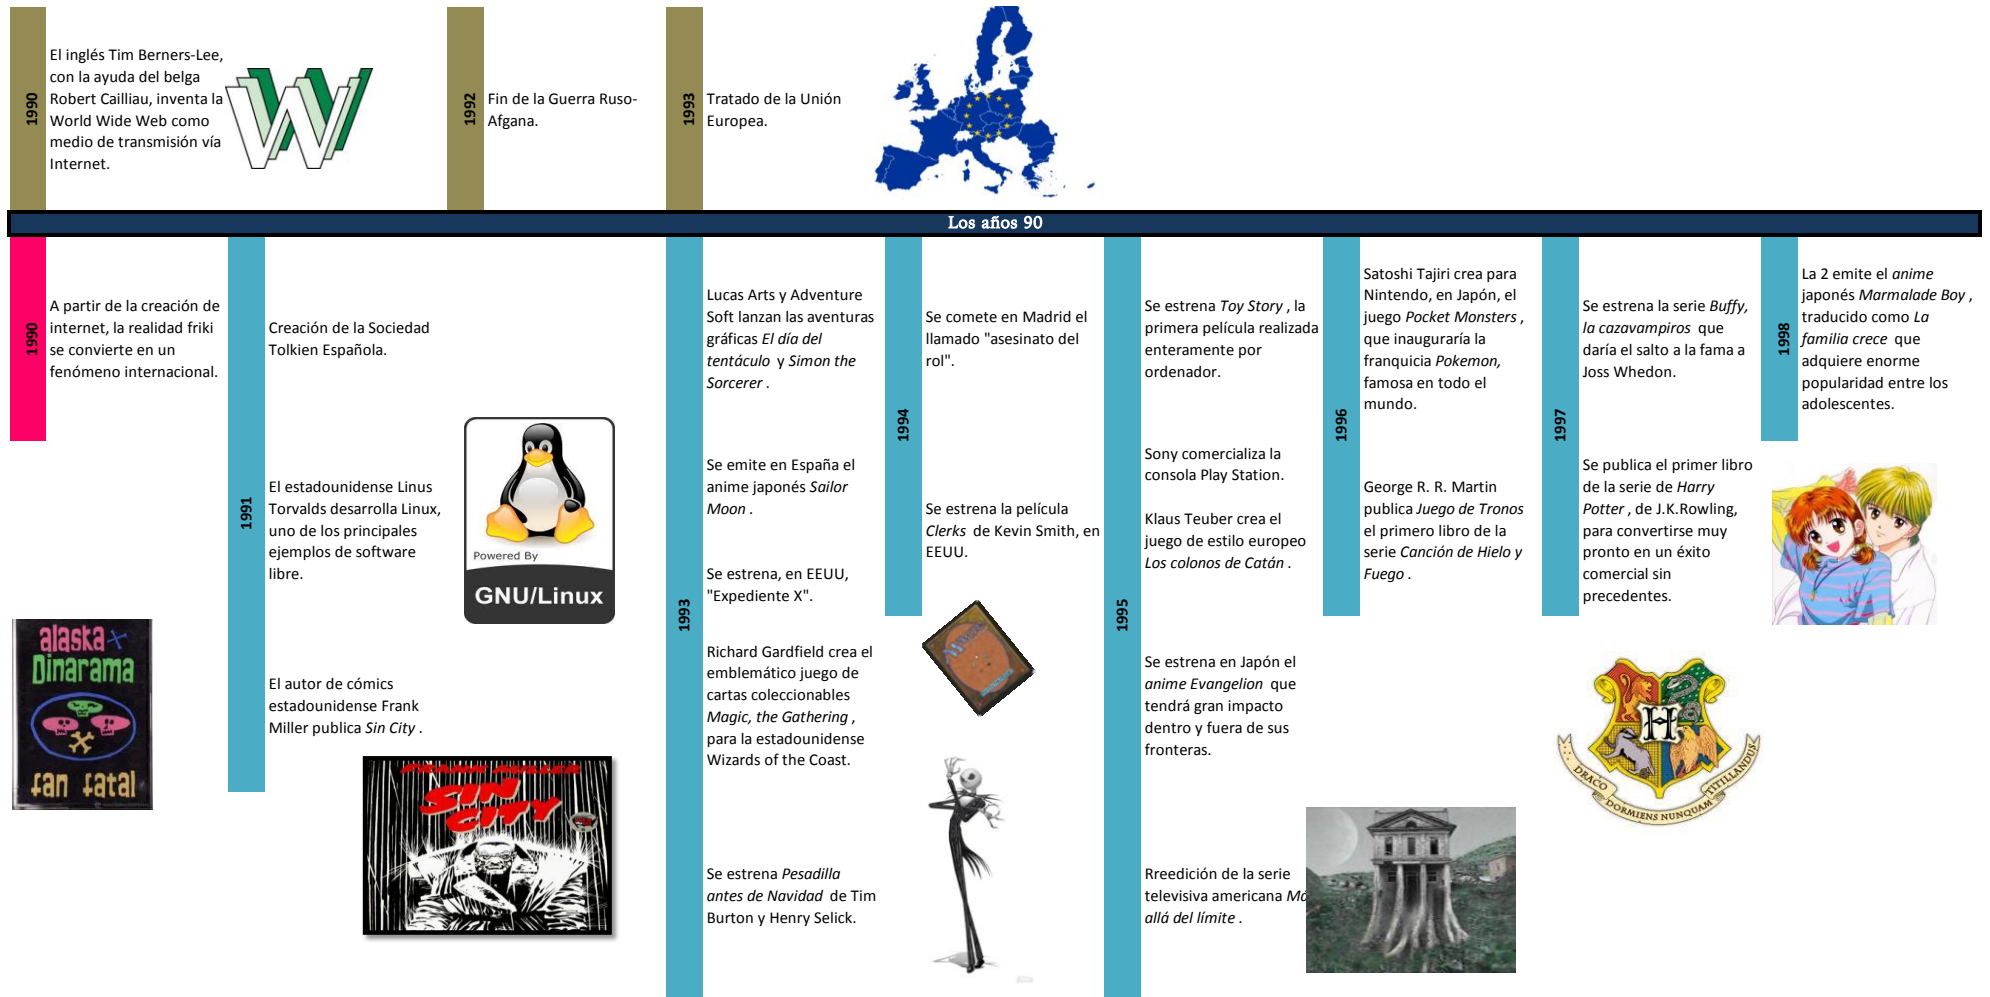 1990
El inglés Tim Berners-Lee,
con la ayuda del belga
Robert Cailliau, inventa la
World Wide Web como
medio de transmisión vía
Internet.
WWW
1992
Fin de la Guerra Ruso-
Afgana.
1993
Tratado de la Unión
Europea.
Los años 90
1990
A partir de la creación de
internet, la realidad friki
se convierte en un
fenómeno internacional.
alaska
Dinarama
fan fatal
1991
Creación de la Sociedad
Tolkien Española.
El estadounidense Linus
Torvalds desarrolla Linux,
uno de los principales
ejemplos de software
libre.
Powered By
GNU/Linux
El autor de cómics
estadounidense Frank
Miller publica Sin City .
FRANK MILLER
SIN
CITY
1993
Lucas Arts y Adventure
Soft lanzan las aventuras
gráficas El día del
tentáculo y Simon the
Sorcerer .
Se emite en España el
anime japonés Sailor
Moon .
Se estrena, en EEUU,
"Expediente X".
Richard Gardfield crea el
emblemático juego de
cartas coleccionables
Magic, the Gathering ,
para la estadounidense
Wizards of the Coast.
Se estrena Pesadilla
antes de Navidad de Tim
Burton y Henry Selick.
1994
Se comete en Madrid el
llamado "asesinato del
rol".
Se estrena la película
Clerks de Kevin Smith, en
EEUU.
Magic
1995
Se estrena Toy Story , la
primera película realizada
enteramente por
ordenador.
Sony comercializa la
consola Play Station.
Klaus Teuber crea el
juego de estilo europeo
Los colonos de Catán .
Se estrena en Japón el
anime Evangelion que
tendrá gran impacto
dentro y fuera de sus
fronteras.
Rreedición de la serie
televisiva americana Má
allá del límite .
1996
Satoshi Tajiri crea para
Nintendo, en Japón, el
juego Pocket Monsters ,
que inauguraría la
franquicia Pokemon,
famosa en todo el
mundo.
George R. R. Martin
publica Juego de Tronos
el primero libro de la
serie Canción de Hielo y
Fuego .
1997
Se estrena la serie Buffy,
la cazavampiros que
daría el salto a la fama a
Joss Whedon.
Se publica el primer libro
de la serie de Harry
Potter , de J.K.Rowling,
para convertirse muy
pronto en un éxito
comercial sin
precedentes.
H
DRACO DORMIENS NUNQUAM TITILLANDUS
1998
La 2 emite el anime
japonés Marmalade Boy ,
traducido como La
familia crece que
adquiere enorme
popularidad entre los
adolescentes.